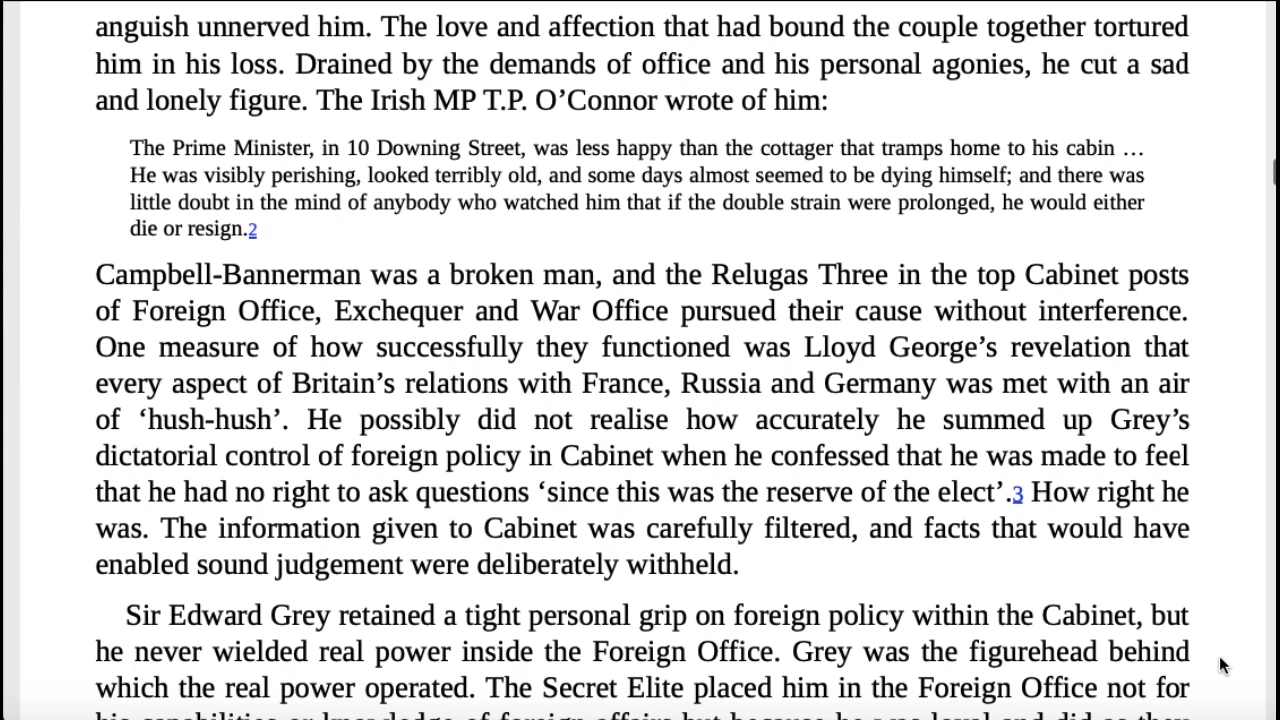 anguish unnerved him. The love and affection that had bound the couple together tortured
him in his loss. Drained by the demands of office and his personal agonies, he cut a sad
and lonely figure. The Irish MP T.P. O’Connor wrote of him:
The Prime Minister, in 10 Downing Street, was less happy than the cottager that tramps home to his cabin …
He was visibly perishing, looked terribly old, and some days almost seemed to be dying himself; and there was
little doubt in the mind of anybody who watched him that if the double strain were prolonged, he would either
die or resign.2
Campbell-Bannerman was a broken man, and the Relugas Three in the top Cabinet posts
of Foreign Office, Exchequer and War Office pursued their cause without interference.
One measure of how successfully they functioned was Lloyd George’s revelation that
every aspect of Britain’s relations with France, Russia and Germany was met with an air
of ‘hush-hush’. He possibly did not realise how accurately he summed up Grey’s
dictatorial control of foreign policy in Cabinet when he confessed that he was made to feel
that he had no right to ask questions ‘since this was the reserve of the elect’.3 How right he
was. The information given to Cabinet was carefully filtered, and facts that would have
enabled sound judgement were deliberately withheld.
Sir Edward Grey retained a tight personal grip on foreign policy within the Cabinet, but
he never wielded real power inside the Foreign Office. Grey was the figurehead behind
which the real power operated. The Secret Elite placed him in the Foreign Office not for